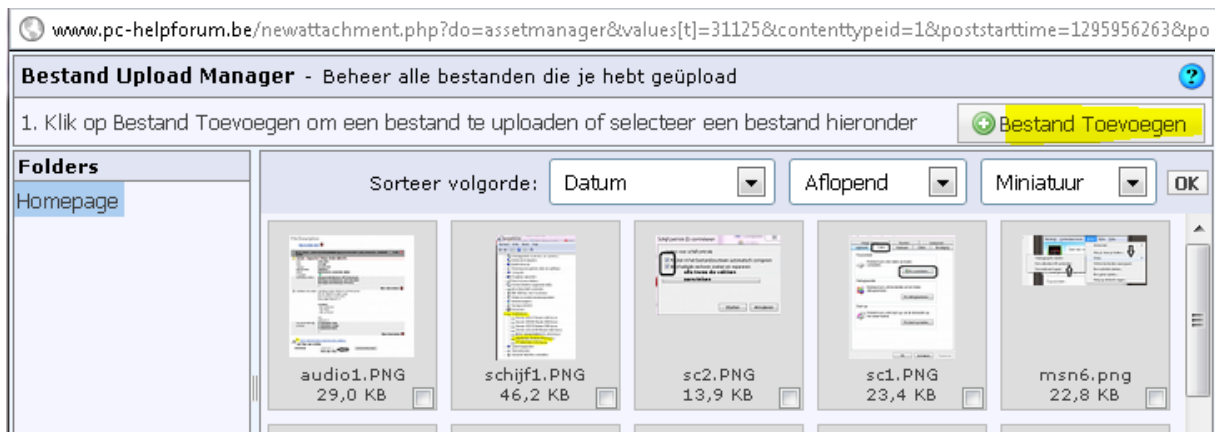 www.pc-helpforum.be/newattachment.php?do=assetmanager&values[t]=31125&contenttypeid=1&poststarttime=1295956263&po
Bestand Upload Manager - Beheer alle bestanden die je hebt geüpload
?
1. Klik op Bestand Toevoegen om een bestand te uploaden of selecteer een bestand hieronder
Bestand Toevoegen
Folders
Homepage
Sorteer volgorde: Datum Aflopend Miniatuur OK
audio1.PNG schijf1.PNG sc2.PNG sc1.PNG msn6.png
29,0 KB 46,2 KB 13,9 KB 23,4 KB 22,8 KB